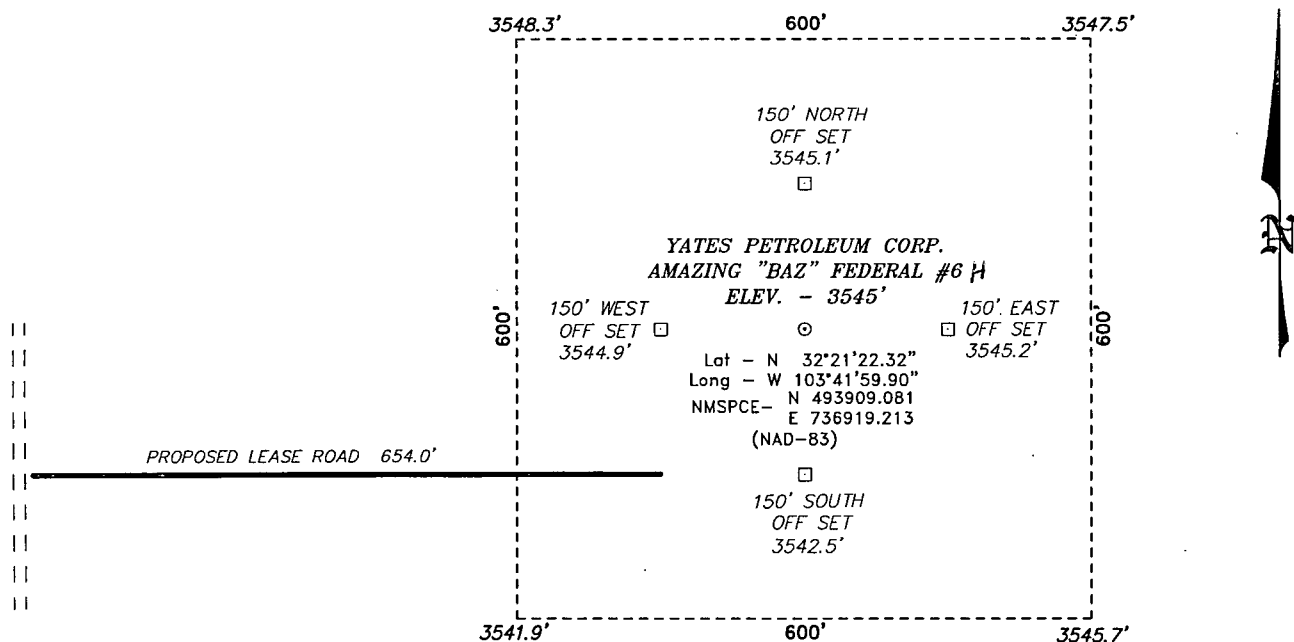 3548.3' 600' 3547.5'
150' NORTH
OFF SET
3545.1'
N
YATES PETROLEUM CORP.
AMAZING "BAZ" FEDERAL #6 H
ELEV. - 3545'
150' WEST
OFF SET
3544.9'
600'
150'. EAST
OFF SET
3545.2'
600'
Lat - N 32°21'22.32"
Long - W 103°41'59.90"
NMSPCE- N 493909.081
E 736919.213
(NAD-83)
PROPOSED LEASE ROAD 654.0'
150' SOUTH
OFF SET
3542.5'
3541.9' 600' 3545.7'